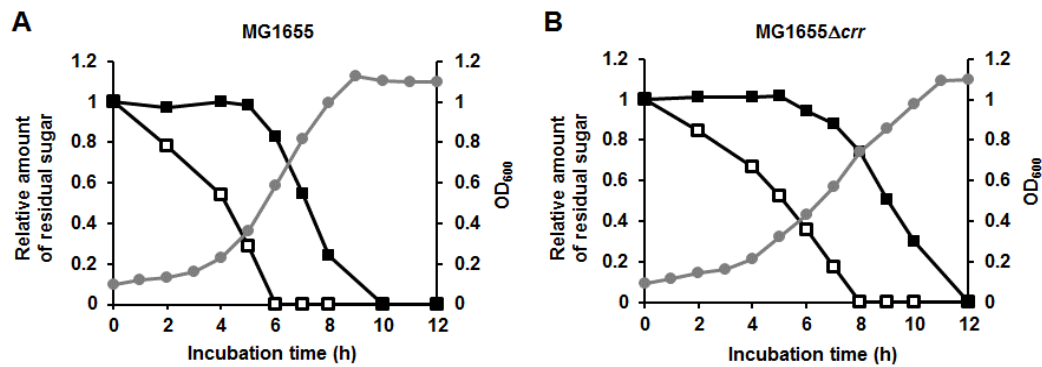 A
MG1655
Relative amount
of residual sugar
1.2
1
0.8
0.6
0.4
0.2
0
1.2
1
0.8
0.6
0.4
0.2
0
OD600
0 2 4 6 8 10 12
Incubation time (h)
B
MG1655Δcrr
Relative amount
of residual sugar
1.2
1
0.8
0.6
0.4
0.2
0
1.2
1
0.8
0.6
0.4
0.2
0
OD600
0 2 4 6 8 10 12
Incubation time (h)